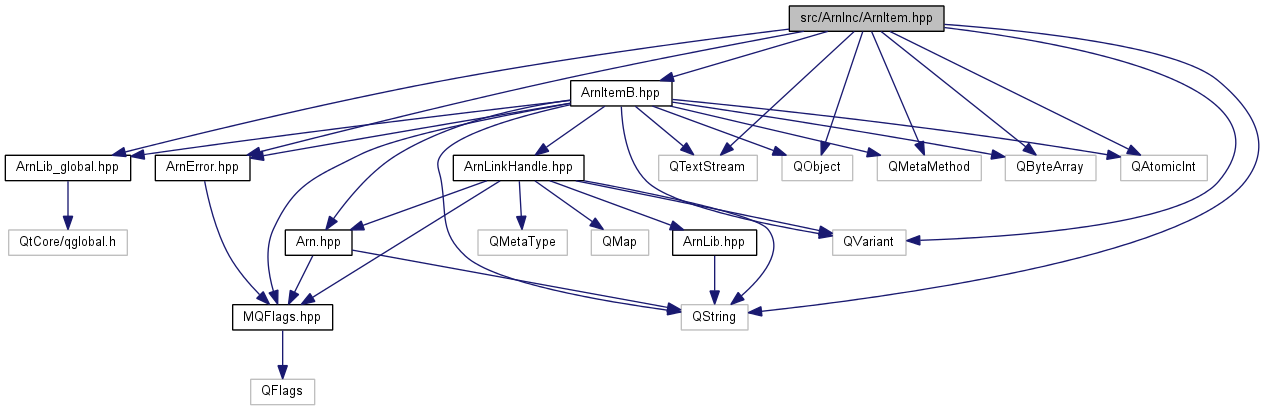 src/ArnInc/ArnItem.hpp
ArnItemB.hpp
ArnLib_global.hpp
ArnError.hpp
ArnLinkHandle.hpp
QTextStream
QObject
QMetaMethod
QByteArray
QAtomicInt
QtCore/qglobal.h
Arn.hpp
QMetaType
QMap
ArnLib.hpp
QVariant
MQFlags.hpp
QString
QFlags